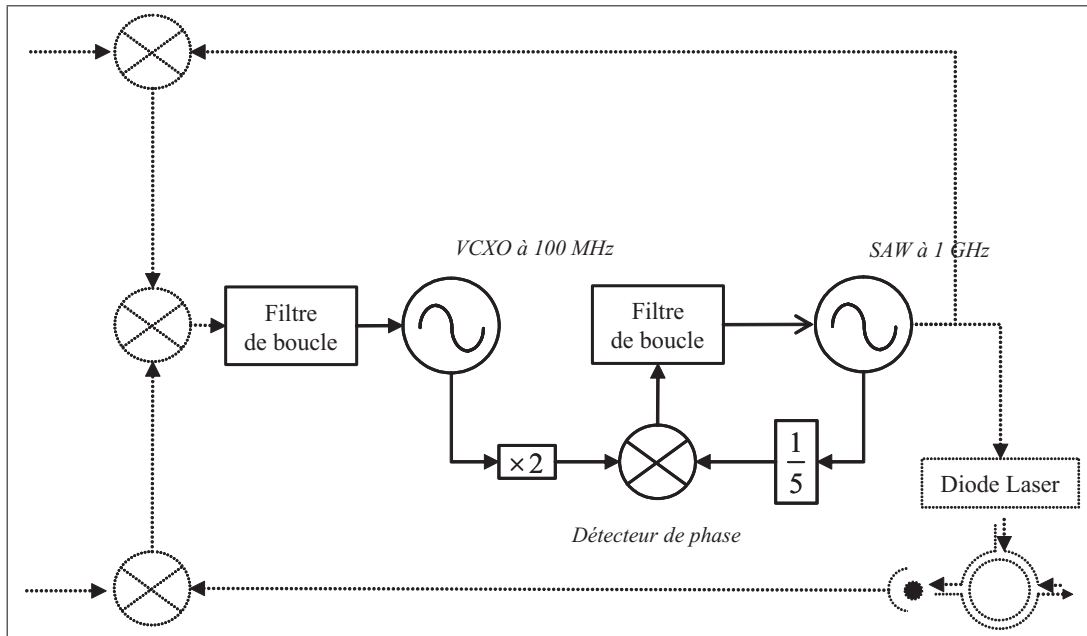 VCXO à 100 MHz
SAW à 1 GHz
Filtre
de boucle
Filtre
de boucle
×2
1
5
Diode Laser
Détecteur de phase